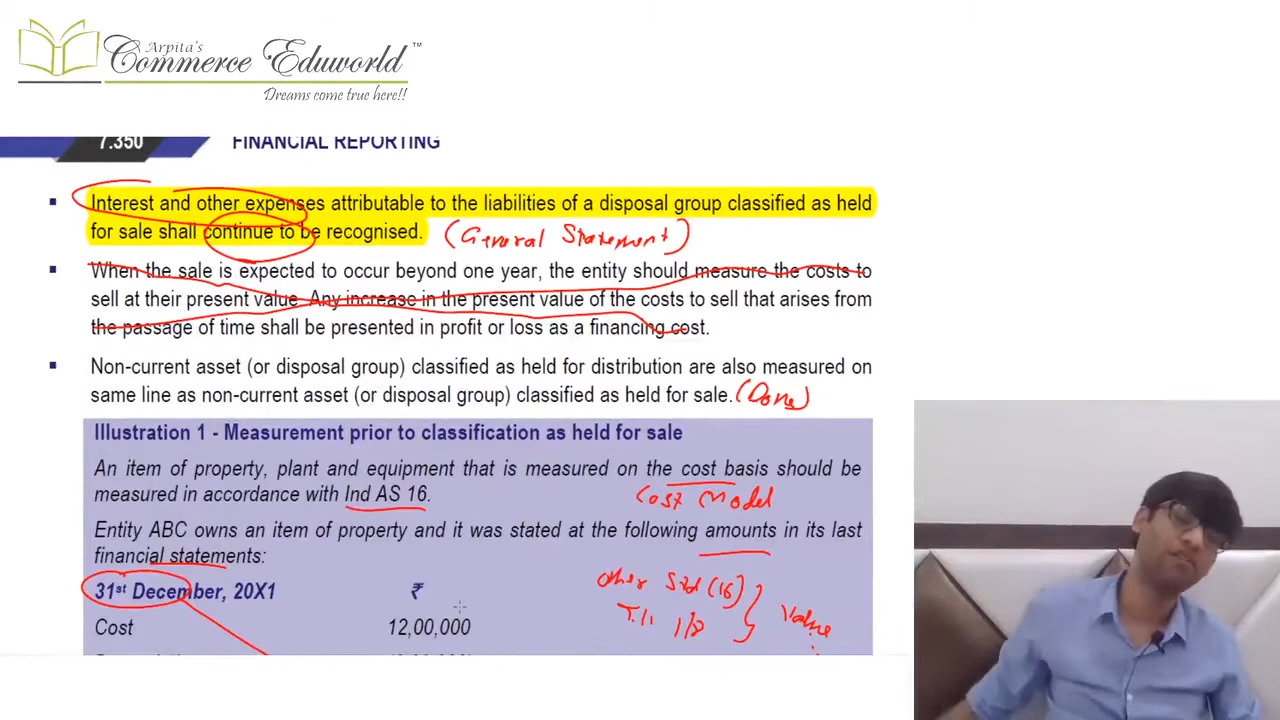 Arpita's
Commerce Eduworld™
Dreams come true here!!
7.350 FINANCIAL REPORTING
▪ Interest and other expenses attributable to the liabilities of a disposal group classified as held
for sale shall continue to be recognised. (General Statement)
▪ When the sale is expected to occur beyond one year, the entity should measure the costs to
sell at their present value. Any increase in the present value of the costs to sell that arises from
the passage of time shall be presented in profit or loss as a financing cost.
▪ Non-current asset (or disposal group) classified as held for distribution are also measured on
same line as non-current asset (or disposal group) classified as held for sale. (Done)
Illustration 1 - Measurement prior to classification as held for sale
An item of property, plant and equipment that is measured on the cost basis should be
measured in accordance with Ind AS 16.
Cost Model
Entity ABC owns an item of property and it was stated at the following amounts in its last
financial statements:
31st December, 20X1 ₹
other Std (16)
Cost 12,00,000
Value